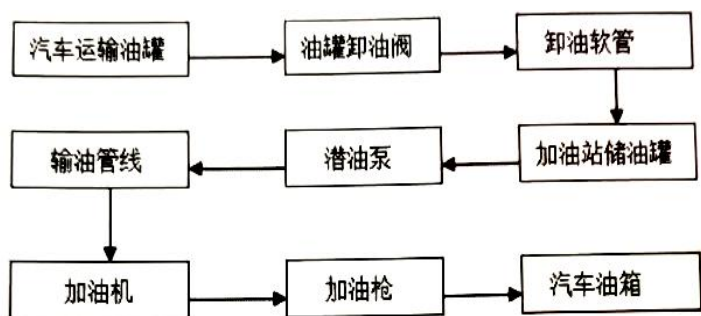 汽车运输油罐
油罐卸油阀
卸油软管
加油站储油罐
潜油泵
输油管线
加油机
加油枪
汽车油箱